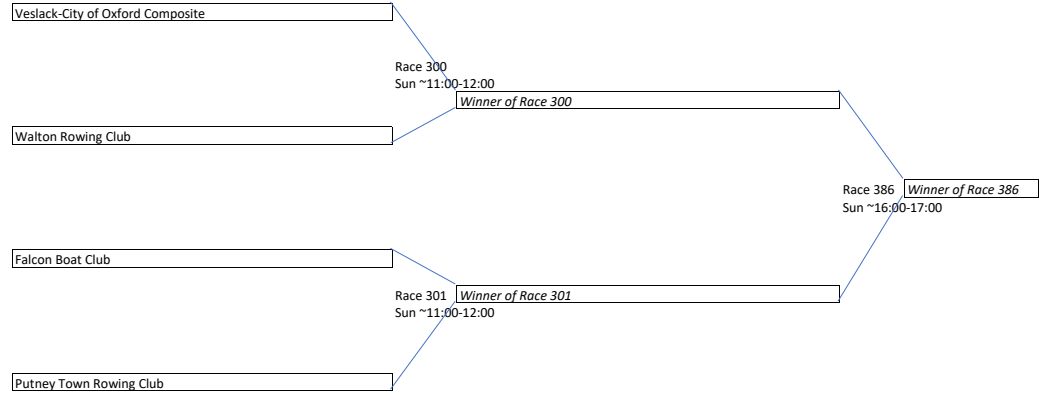 Veslack-City of Oxford Composite
Race 300
Sun ~11:00-12:00
Winner of Race 300
Walton Rowing Club
Race 386
Winner of Race 386
Sun ~16:00-17:00
Falcon Boat Club
Race 301
Winner of Race 301
Sun ~11:00-12:00
Putney Town Rowing Club